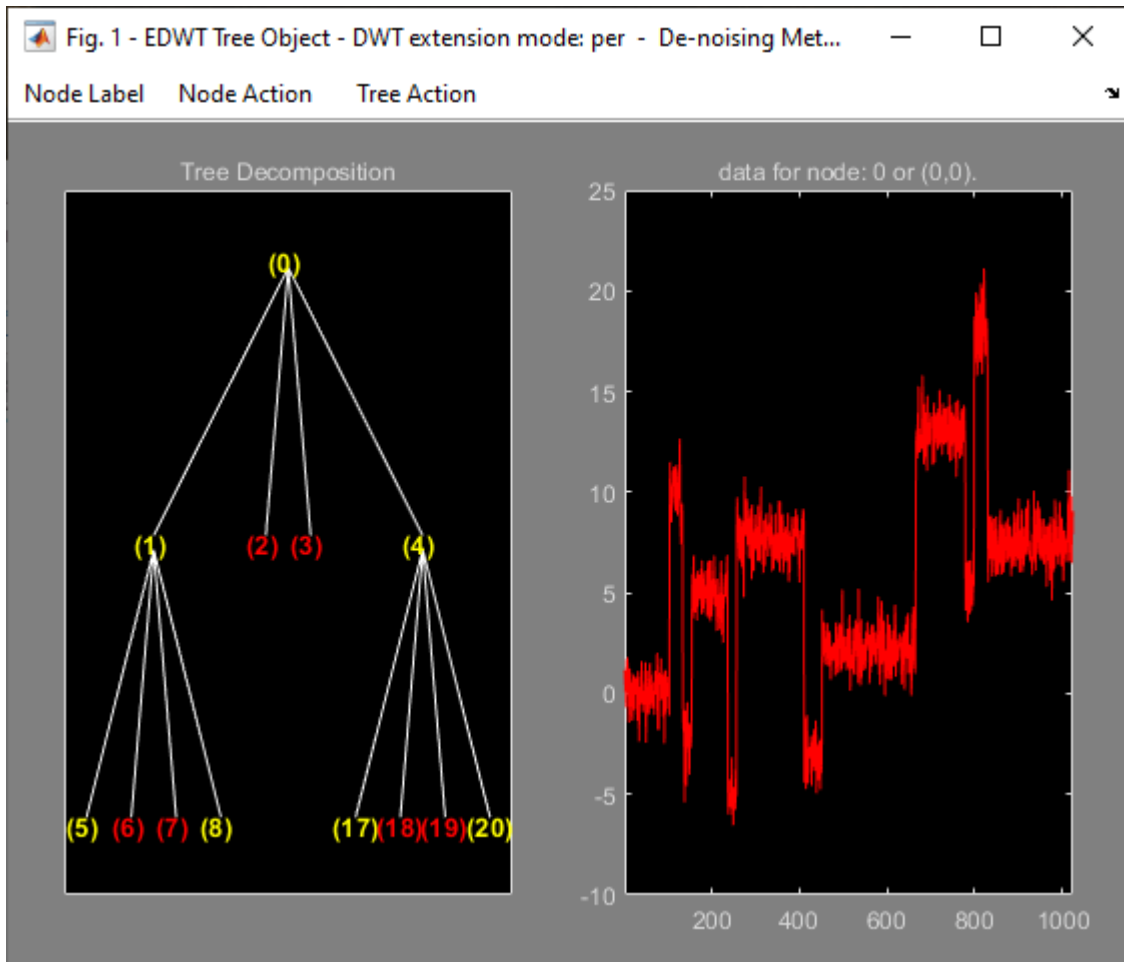 Fig. 1 - EDWT Tree Object - DWT extension mode: per - De-noising Met...
Node Label Node Action Tree Action
Tree Decomposition
(0)
(1) (2) (3) (4)
(5) (6) (7) (8) (17) (18) (19) (20)
data for node: 0 or (0,0).
25
20
15
10
5
0
-5
-10
200 400 600 800 1000